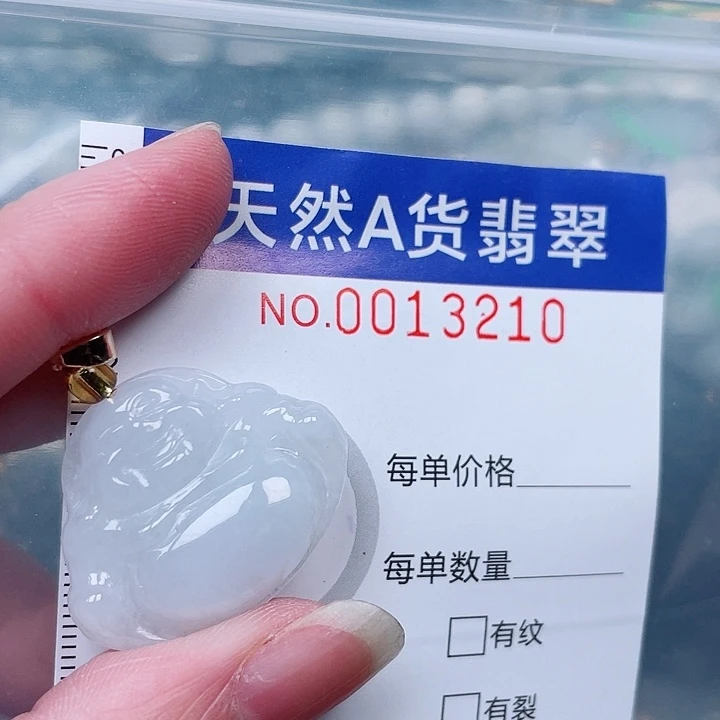 天然A货翡翠
NO.0013210
每单价格
每单数量
有纹
有裂